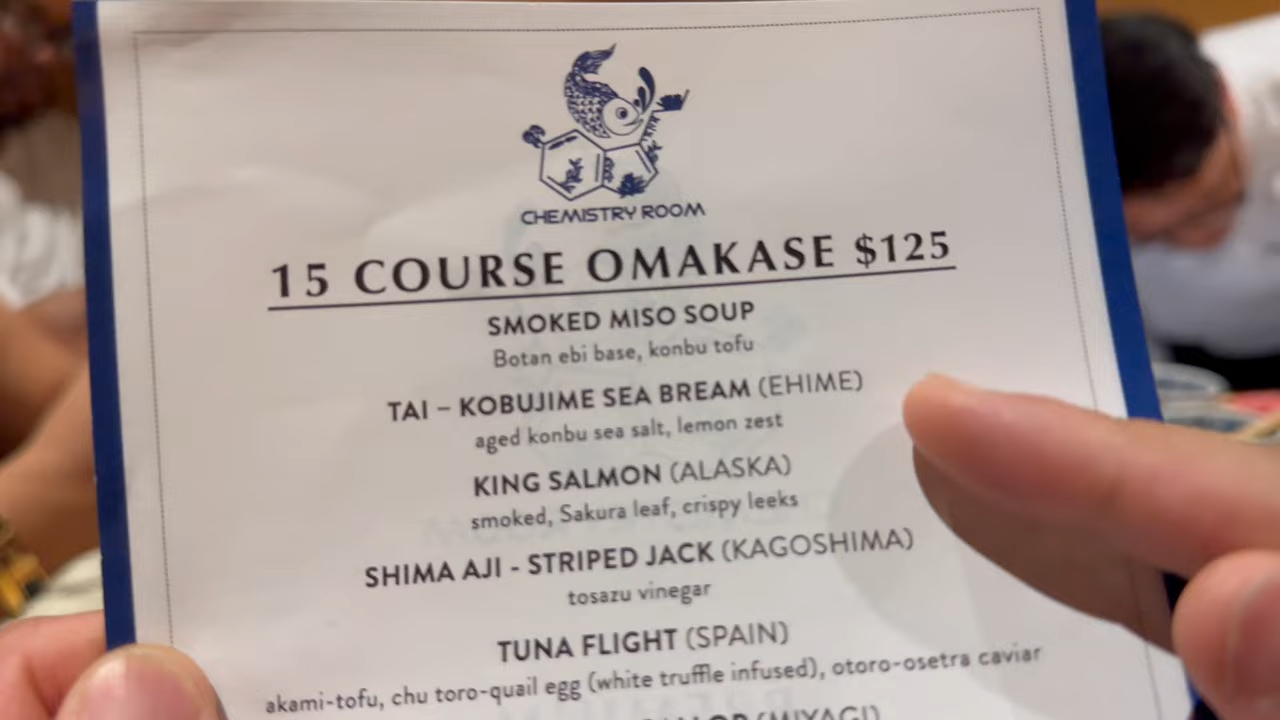 CHEMISTRY ROOM
15 COURSE OMAKASE $125
SMOKED MISO SOUP
Botan ebi base, konbu tofu
TAI – KOBUJIME SEA BREAM (EHIME)
aged konbu sea salt, lemon zest
KING SALMON (ALASKA)
smoked, Sakura leaf, crispy leeks
SHIMA AJI - STRIPED JACK (KAGOSHIMA)
tosazu vinegar
TUNA FLIGHT (SPAIN)
akami-tofu, chu toro-quail egg (white truffle infused), otoro-osetra caviar
(MIYAGI)